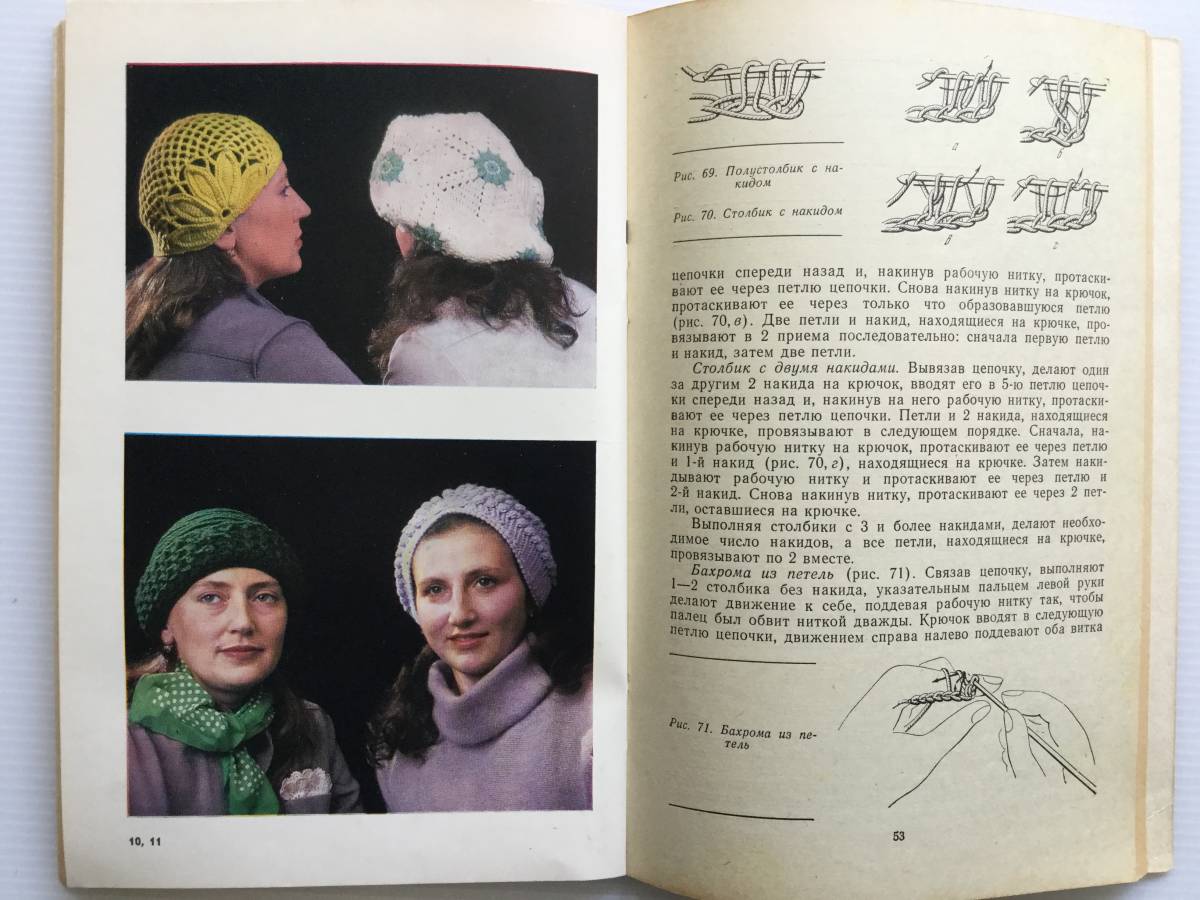 10, 11
а
б
Рис. 69. Полустолбик с на-
кидом
Рис. 70. Столбик с накидом
в
г
цепочки спереди назад и, накинув рабочую нитку, протаски-
вают ее через петлю цепочки. Снова накинув нитку на крючок,
протаскивают ее через только что образовавшуюся петлю
(рис. 70, в). Две петли и накид, находящиеся на крючке, про-
вязывают в 2 приема последовательно: сначала первую петлю
и накид, затем две петли.
Столбик с двумя накидами. Вывязав цепочку, делают один
за другим 2 накида на крючок, вводят его в 5-ю петлю цепоч-
ки спереди назад и, накинув на него рабочую нитку, протаски-
вают ее через петлю цепочки. Петли и 2 накида, находящиеся
на крючке, провязывают в следующем порядке. Сначала, на-
кинув рабочую нитку на крючок, протаскивают ее через петлю
и 1-й накид (рис. 70, г), находящиеся на крючке. Затем наки-
дывают рабочую нитку и протаскивают ее через петлю и
2-й накид. Снова накинув нитку, протаскивают ее через 2 пет-
ли, оставшиеся на крючке.
Выполняя столбики с 3 и более накидами, делают необхо-
димое число накидов, а все петли, находящиеся на крючке,
провязывают по 2 вместе.
Бахрома из петель (рис. 71). Связав цепочку, выполняют
1—2 столбика без накида, указательным пальцем левой руки
делают движение к себе, поддевая рабочую нитку так, чтобы
палец был обвит ниткой дважды. Крючок вводят в следующую
петлю цепочки, движением справа налево поддевают оба витка
Рис. 71. Бахрома из пе-
тель
53